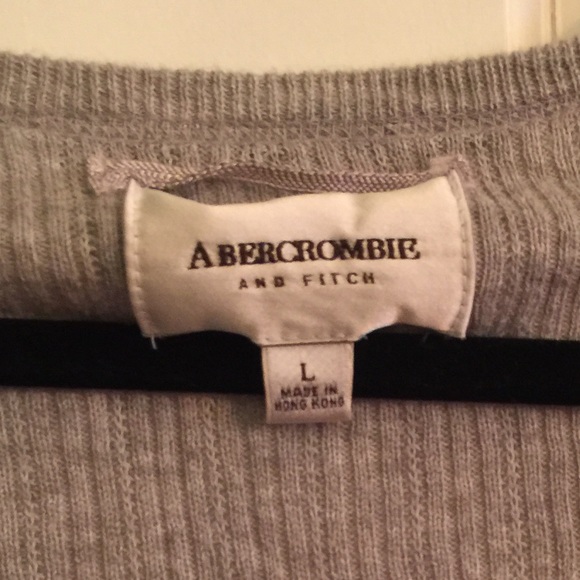 ABERCROMBIE
AND FITCH
L
MADE IN
HONG KONG